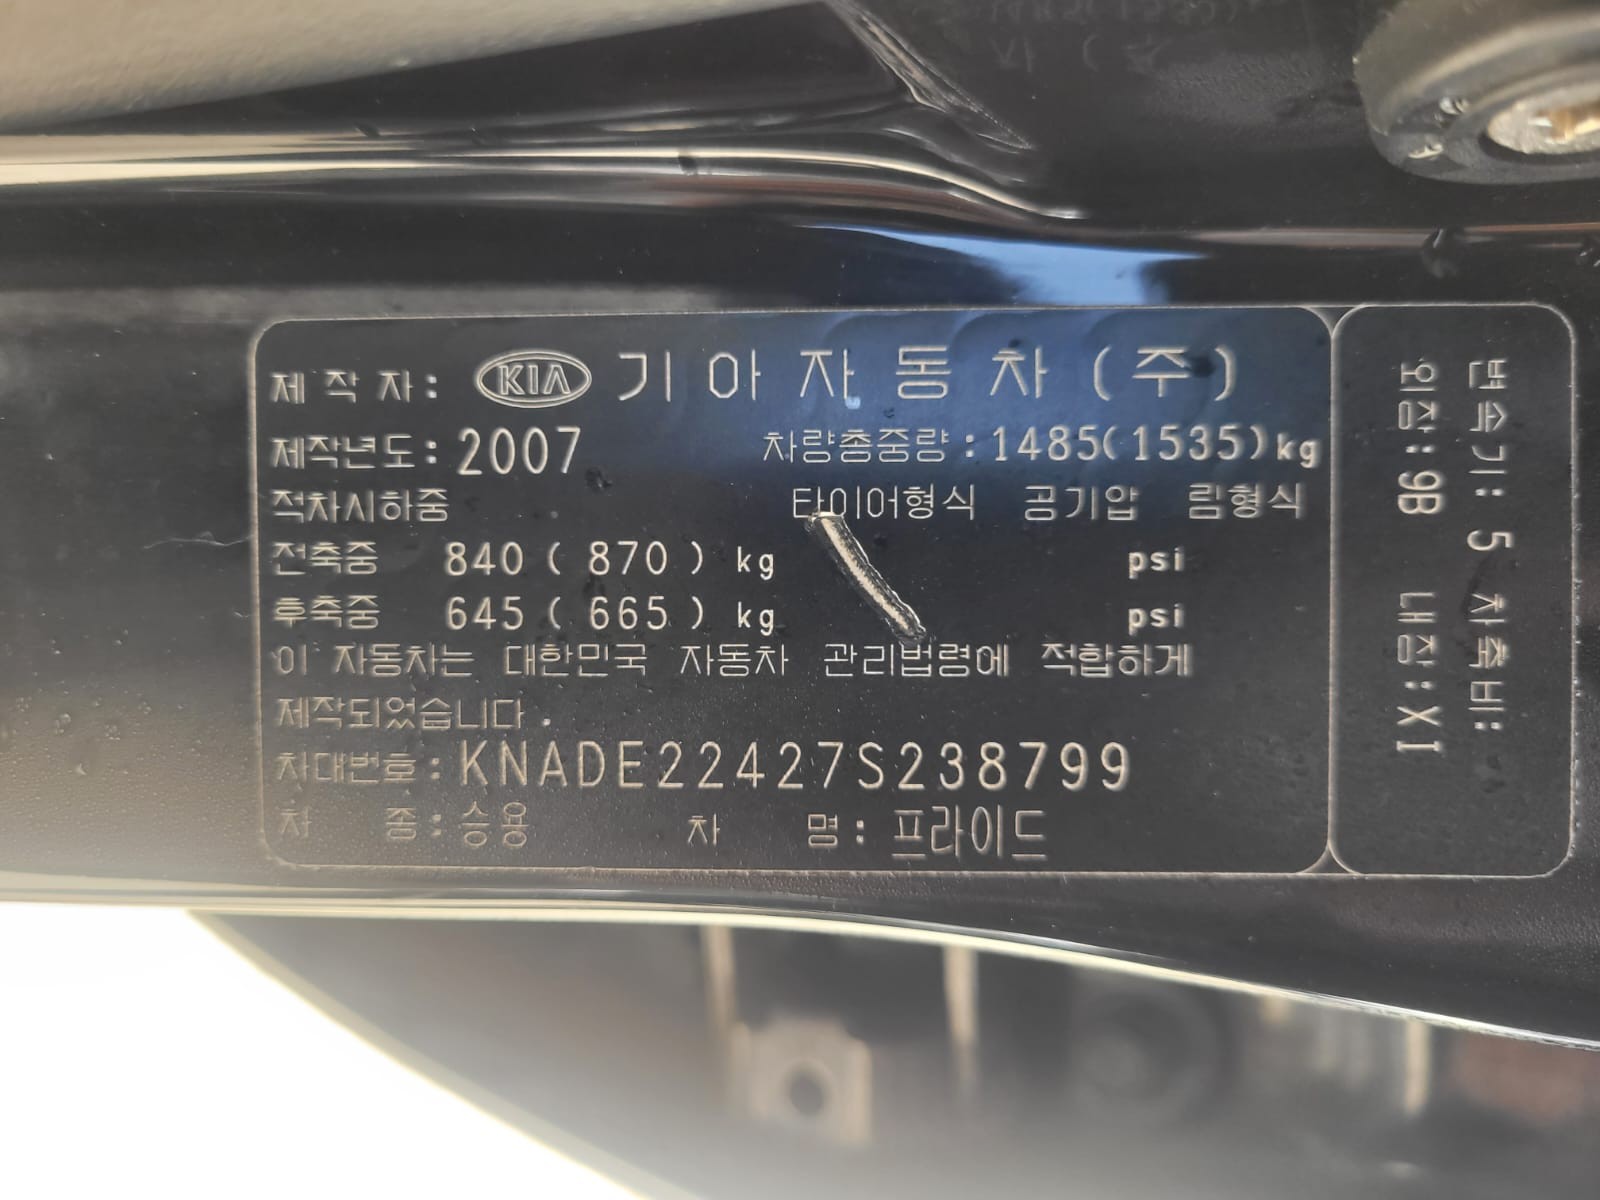 제 작 자: KIA 기 아 자 동 차 (주)
제작년도: 2007 차량총중량: 1485(1535)kg
적차시하중 타이어형식 공기압 림형식
전축중 840 ( 870 ) kg psi
후축중 645 ( 665 ) kg psi
이 자동차는 대한민국 자동차 관리법령에 적합하게
제작되었습니다.
차대번호: KNADE22427S238799
차 종: 승용 차 명: 프라이드
변속기: 5 차축비:
외장: 9B 내장: XI